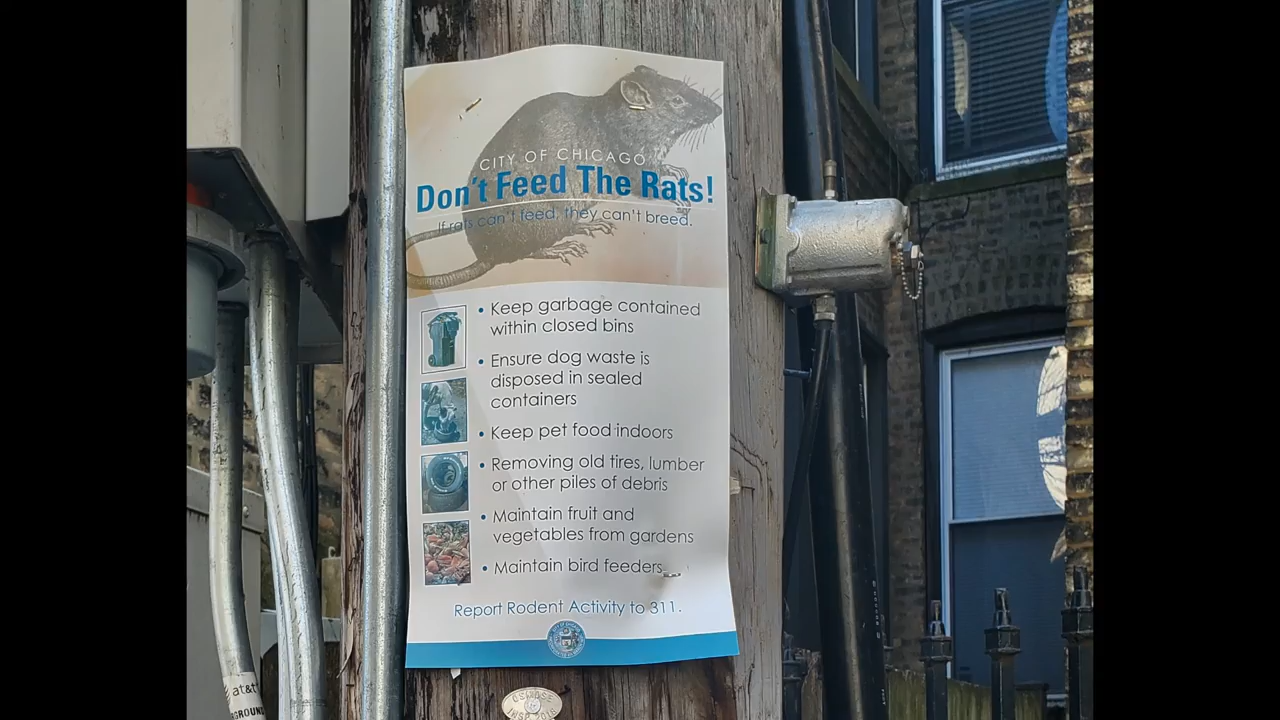 CITY OF CHICAGO
Don't Feed The Rats!
If rats can't feed, they can't breed.
• Keep garbage contained
within closed bins
• Ensure dog waste is
disposed in sealed
containers
• Keep pet food indoors
• Removing old tires, lumber
or other piles of debris
• Maintain fruit and
vegetables from gardens
• Maintain bird feeders
Report Rodent Activity to 311.
at&t
GROUND
OSMOSE